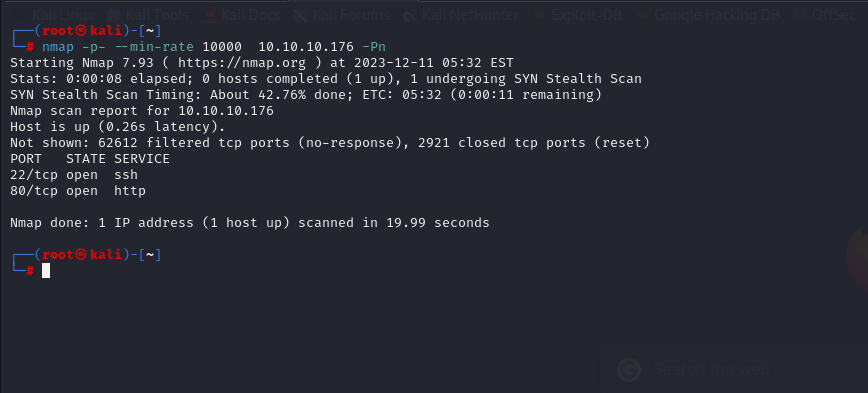 Kali Linux Kali Tools Kali Docs Kali Forums Kali NetHunter Exploit-DB Google Hacking DB OffSec
┌──(root㉿kali)-[~]
└─# nmap -p- --min-rate 10000  10.10.10.176 -Pn
Starting Nmap 7.93 ( https://nmap.org ) at 2023-12-11 05:32 EST
Stats: 0:00:08 elapsed; 0 hosts completed (1 up), 1 undergoing SYN Stealth Scan
SYN Stealth Scan Timing: About 42.76% done; ETC: 05:32 (0:00:11 remaining)
Nmap scan report for 10.10.10.176
Host is up (0.26s latency).
Not shown: 62612 filtered tcp ports (no-response), 2921 closed tcp ports (reset)
PORT   STATE SERVICE
22/tcp open  ssh
80/tcp open  http
Nmap done: 1 IP address (1 host up) scanned in 19.99 seconds
┌──(root㉿kali)-[~]
└─#
Search the web